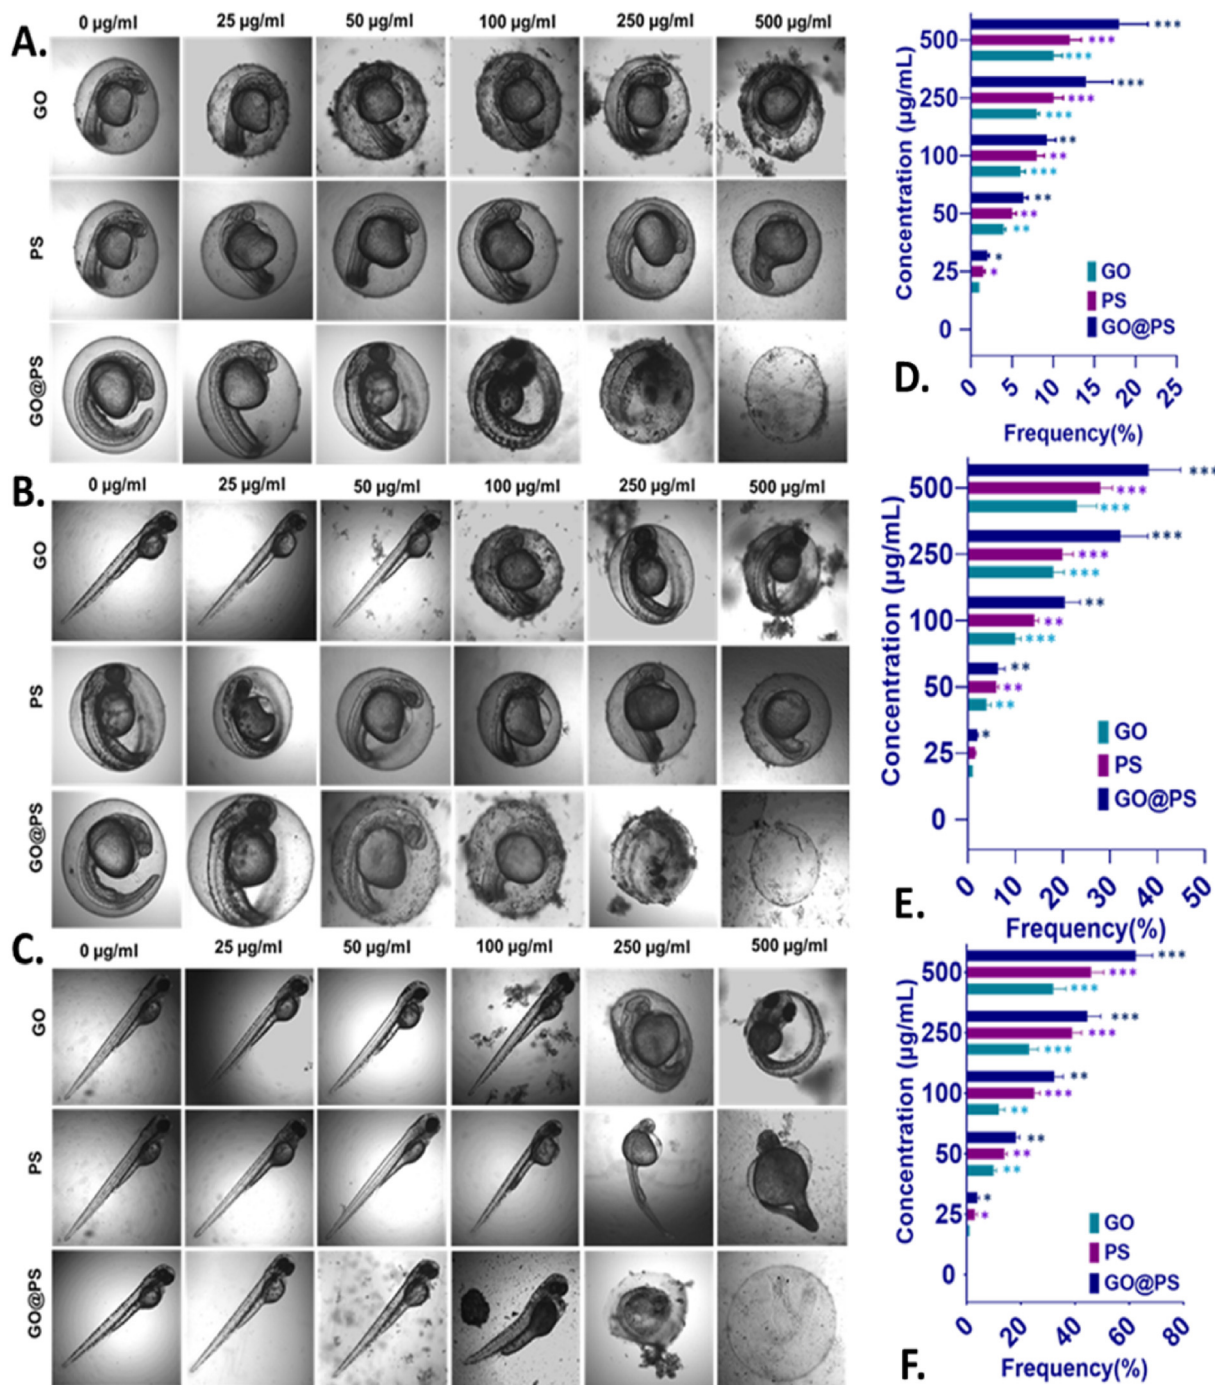 A.
0 µg/ml 25 µg/ml 50 µg/ml 100 µg/ml 250 µg/ml 500 µg/ml
GO
PS
GO@PS
B.
0 µg/ml 25 µg/ml 50 µg/ml 100 µg/ml 250 µg/ml 500 µg/ml
GO
PS
GO@PS
C.
0 µg/ml 25 µg/ml 50 µg/ml 100 µg/ml 250 µg/ml 500 µg/ml
GO
PS
GO@PS
Concentration (µg/mL)
500 *** *** ***
250 *** *** ***
100 ** ** ***
50 ** ** **
25 * *
0
GO
PS
GO@PS
0 5 10 15 20 25
Frequency(%)
D.
Concentration (µg/mL)
500 *** *** ***
250 *** *** ***
100 ** ** ***
50 ** ** **
25 *
0
GO
PS
GO@PS
0 10 20 30 40 50
Frequency(%)
E.
Concentration (µg/mL)
500 *** *** ***
250 *** *** ***
100 ** *** **
50 ** ** **
25 * *
0
GO
PS
GO@PS
0 20 40 60 80
Frequency(%)
F.